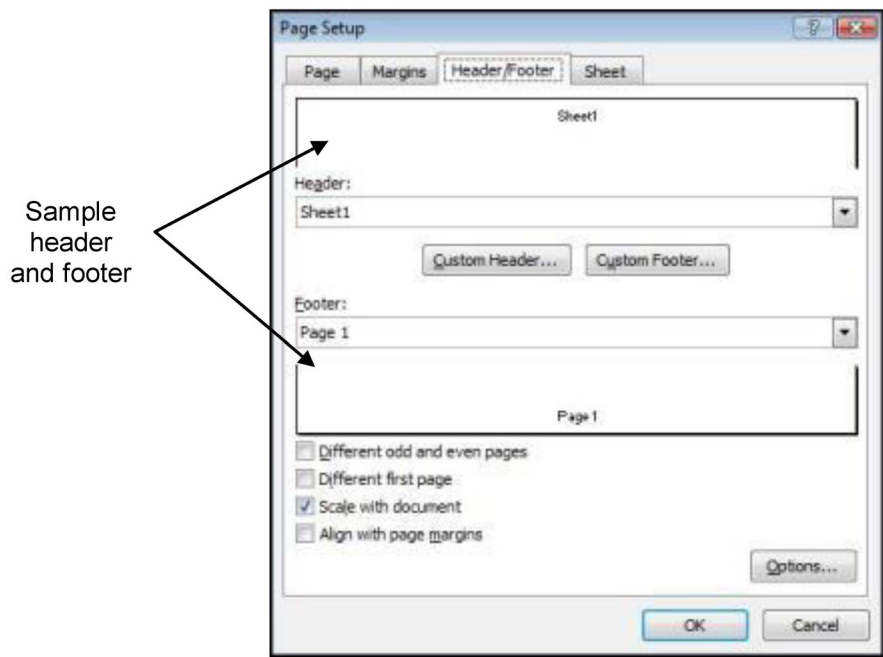 Page Setup
Page
Margins
Header/Footer
Sheet
Sheet1
Header:
Sheet1
Custom Header...
Custom Footer...
Sample
header
and footer
Footer:
Page 1
Page 1
Different odd and even pages
Different first page
Scale with document
Align with page margins
Options...
OK
Cancel